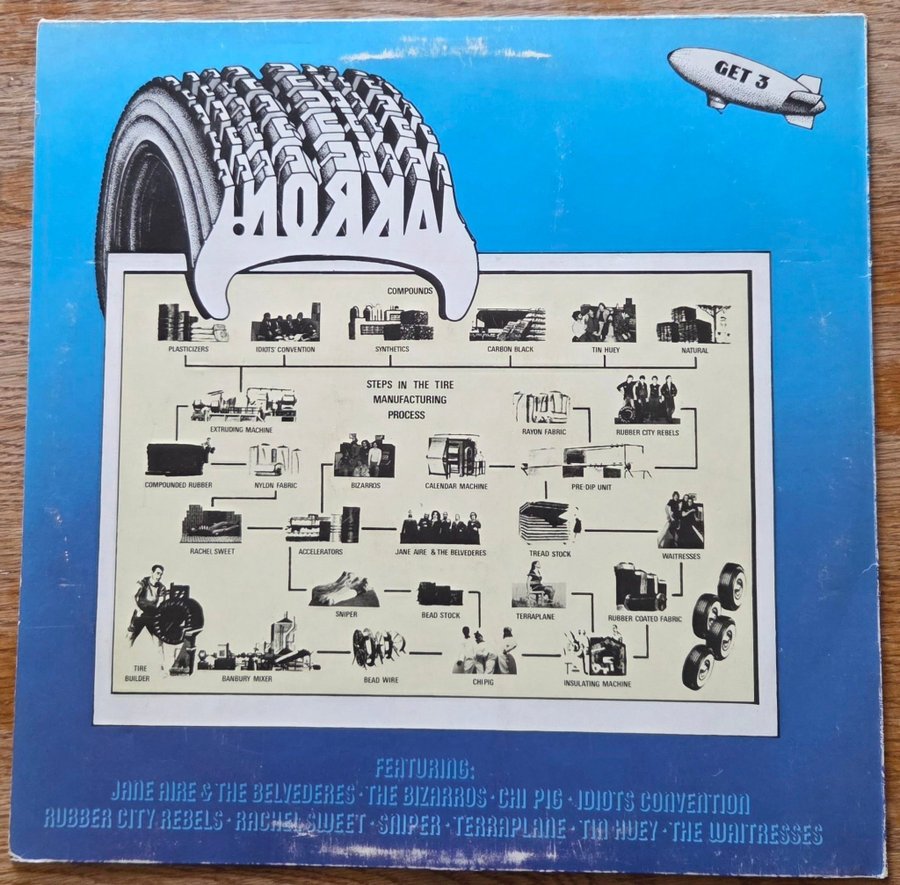 GET 3
AKRON!
COMPOUNDS
PLASTICIZERS
IDIOTS' CONVENTION
SYNTHETICS
CARBON BLACK
TIN HUEY
NATURAL
STEPS IN THE TIRE
MANUFACTURING
PROCESS
EXTRUDING MACHINE
RAYON FABRIC
RUBBER CITY REBELS
COMPOUNDED RUBBER
NYLON FABRIC
BIZARROS
CALENDAR MACHINE
PRE-DIP UNIT
RACHEL SWEET
ACCELERATORS
JANE AIRE & THE BELVEDERES
TREAD STOCK
WAITRESSES
SNIPER
BEAD STOCK
TERRAPLANE
RUBBER COATED FABRIC
TIRE
BUILDER
BANBURY MIXER
BEAD WIRE
CHI PIG
INSULATING MACHINE
FEATURING:
JANE AIRE & THE BELVEDERES · THE BIZARROS · CHI PIG · IDIOTS CONVENTION
RUBBER CITY REBELS · RACHEL SWEET · SNIPER · TERRAPLANE · TIN HUEY · THE WAITRESSES